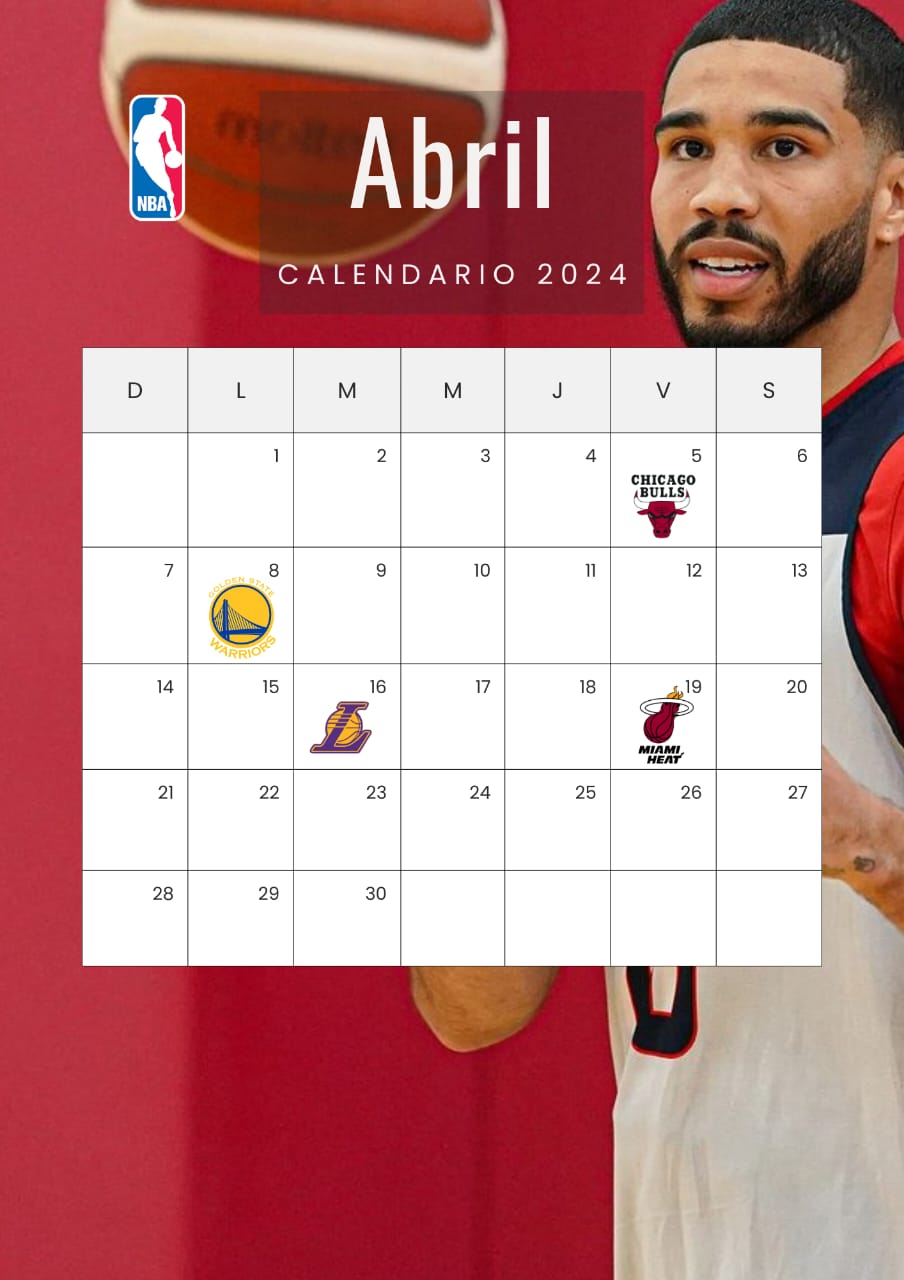 molten
NBA
Abril
CALENDARIO 2024
D L M M J V S
1 2 3 4 5 6
CHICAGO
BULLS
7 8 9 10 11 12 13
GOLDEN STATE
WARRIORS
14 15 16 17 18 19 20
L
MIAMI
HEAT
21 22 23 24 25 26 27
28 29 30